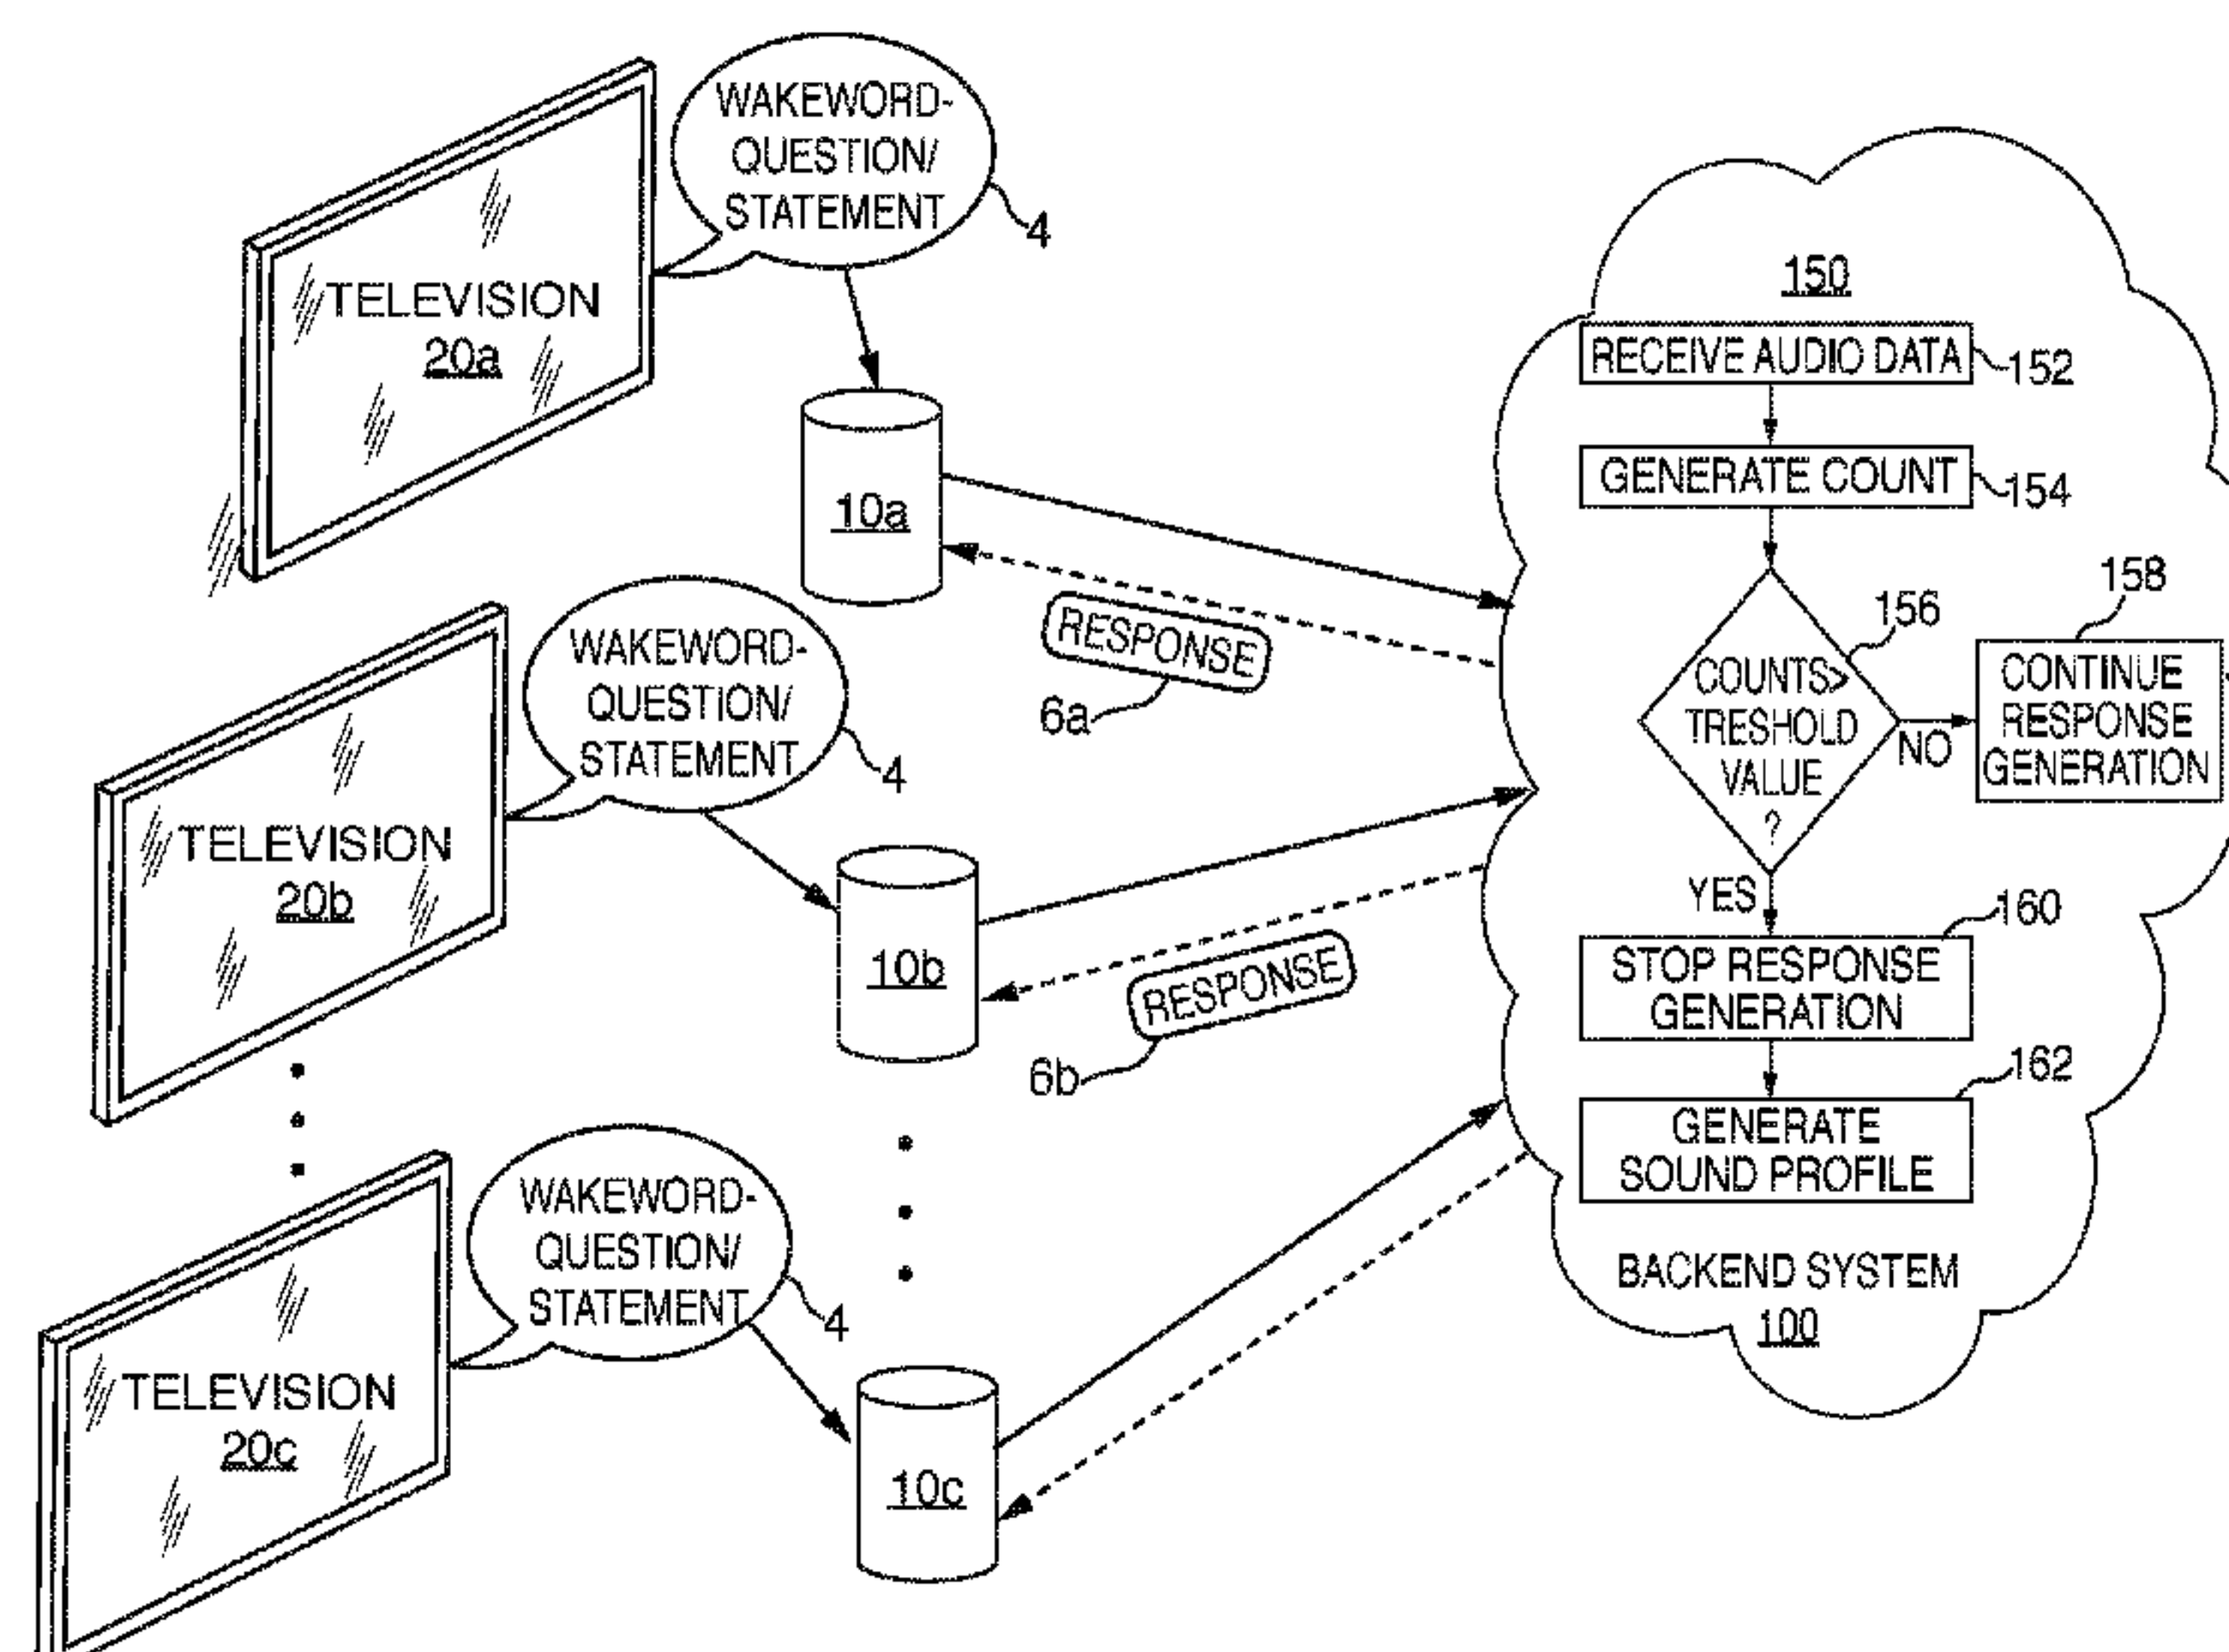 WAKEWORD-
QUESTION/
STATEMENT
4
TELEVISION
20a
10a
RESPONSE
6a
WAKEWORD-
QUESTION/
STATEMENT
4
TELEVISION
20b
10b
RESPONSE
6b
WAKEWORD-
QUESTION/
STATEMENT
4
TELEVISION
20c
10c
150
RECEIVE AUDIO DATA
152
GENERATE COUNT
154
COUNTS>
TRESHOLD
VALUE
?
156
NO
158
CONTINUE
RESPONSE
GENERATION
YES
160
STOP RESPONSE
GENERATION
162
GENERATE
SOUND PROFILE
BACKEND SYSTEM
100